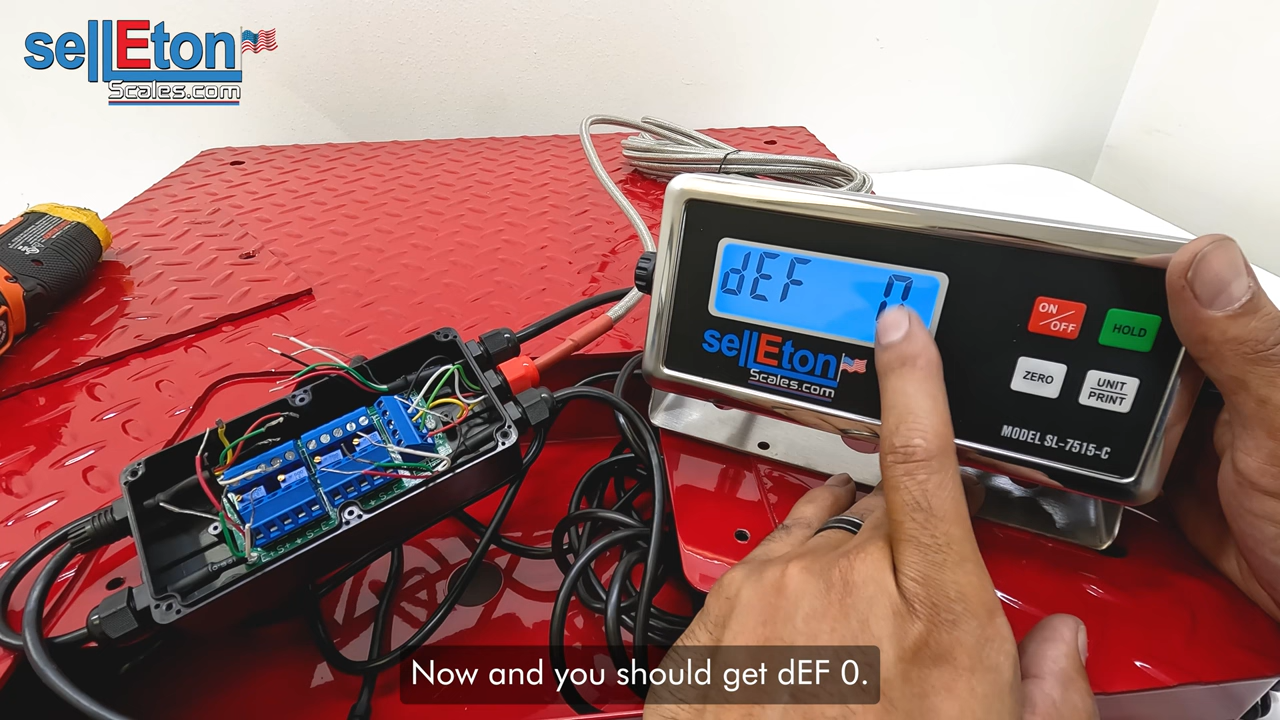 sellEton
Scales.com
dEF 0
sellEton
Scales.com
ON
OFF
HOLD
ZERO
UNIT
PRINT
MODEL SL-7515-C
Now and you should get dEF 0.